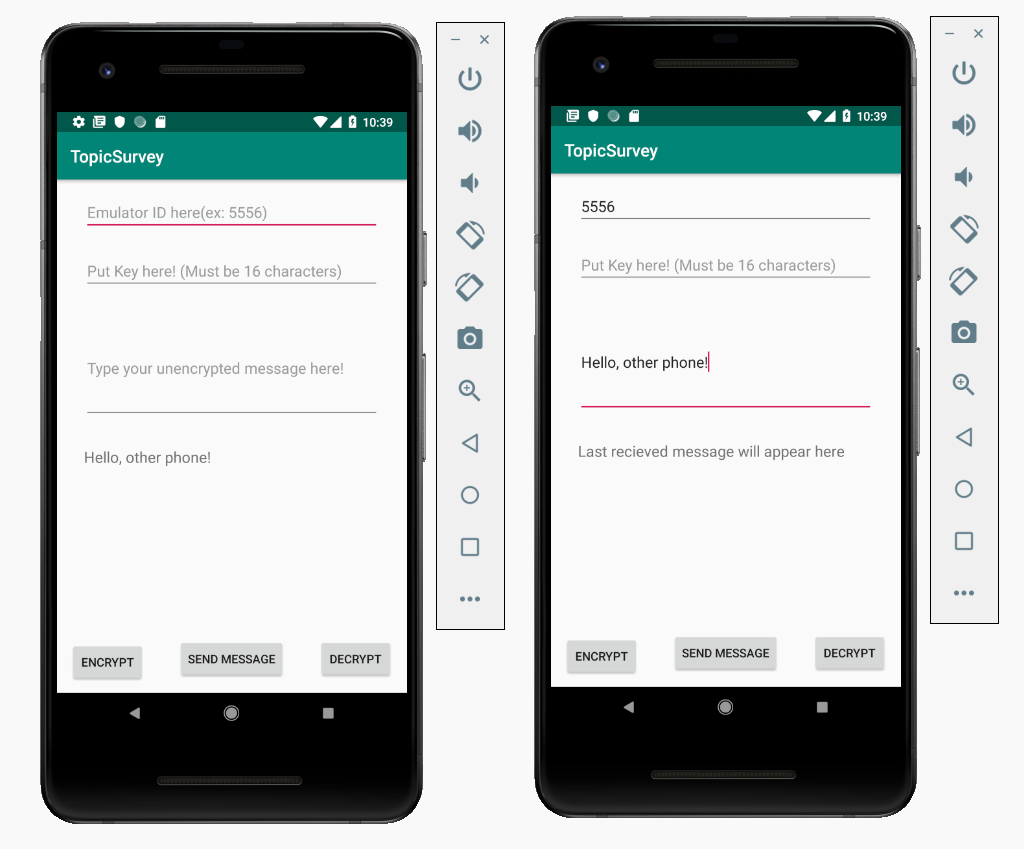 10:39
TopicSurvey
Emulator ID here(ex: 5556)
Put Key here! (Must be 16 characters)
Type your unencrypted message here!
Hello, other phone!
ENCRYPT
SEND MESSAGE
DECRYPT
10:39
TopicSurvey
5556
Put Key here! (Must be 16 characters)
Hello, other phone!
Last recieved message will appear here
ENCRYPT
SEND MESSAGE
DECRYPT